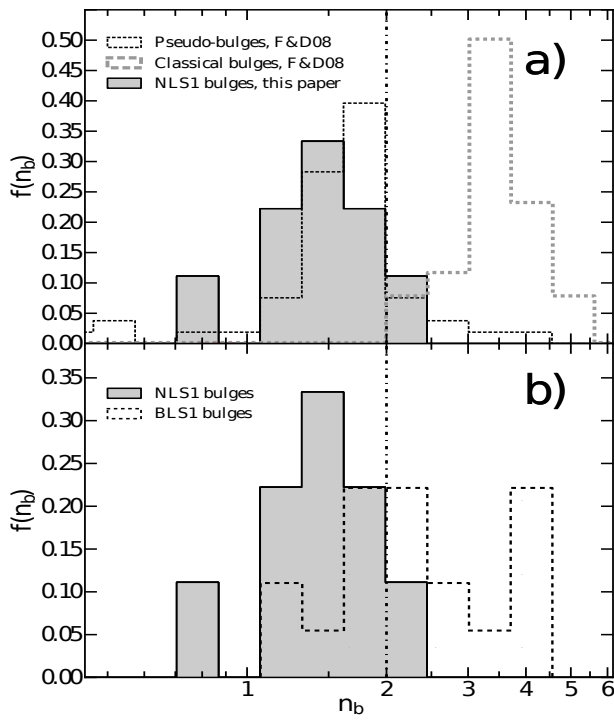 0.50
0.45
0.40
0.35
0.30
0.25
0.20
0.15
0.10
0.05
0.00
f(n_b)
Pseudo-bulges, F&D08
Classical bulges, F&D08
NLS1 bulges, this paper
a)
0.35
0.30
0.25
0.20
0.15
0.10
0.05
0.00
f(n_b)
NLS1 bulges
BLS1 bulges
b)
1 2 3 4 5 6
n_b